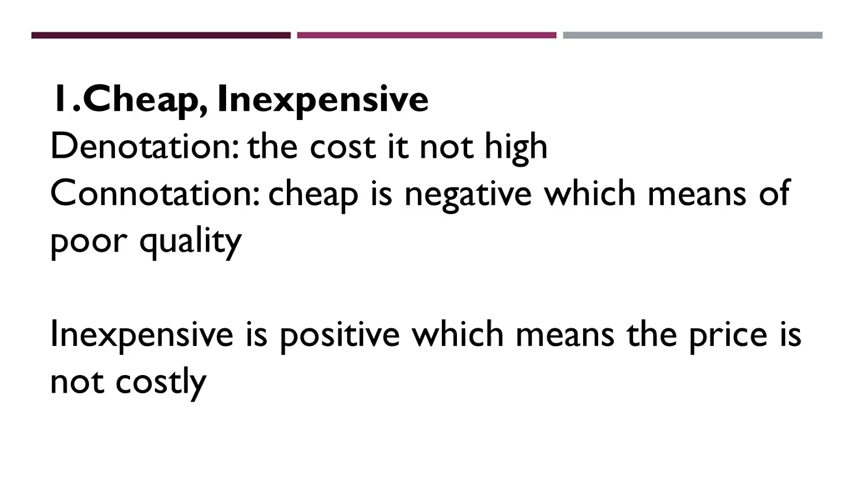 1.Cheap, Inexpensive
Denotation: the cost it not high
Connotation: cheap is negative which means of
poor quality
Inexpensive is positive which means the price is
not costly